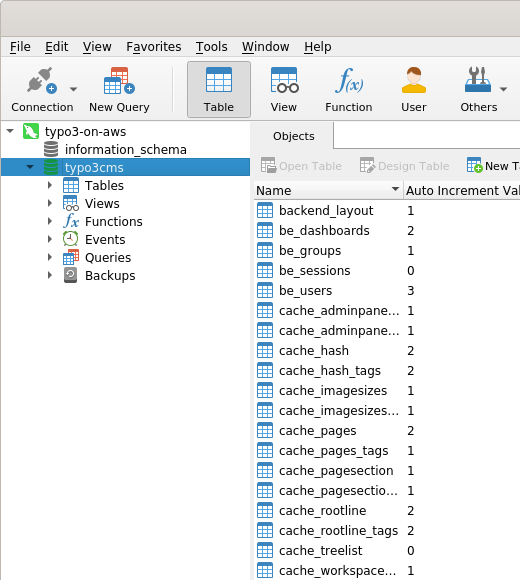 File Edit View Favorites Tools Window Help
Connection New Query Table View Function User Others
typo3-on-aws
information_schema
typo3cms
Tables
Views
Functions
Events
Queries
Backups
Objects
Open Table Design Table New T
Name Auto Increment Val
backend_layout 1
be_dashboards 2
be_groups 1
be_sessions 0
be_users 3
cache_adminpane... 1
cache_adminpane... 1
cache_hash 2
cache_hash_tags 2
cache_imagesizes 1
cache_imagesizes... 1
cache_pages 2
cache_pages_tags 1
cache_pagesection 1
cache_pagesectio... 1
cache_rootline 2
cache_rootline_tags 2
cache_treelist 0
cache_workspace... 1